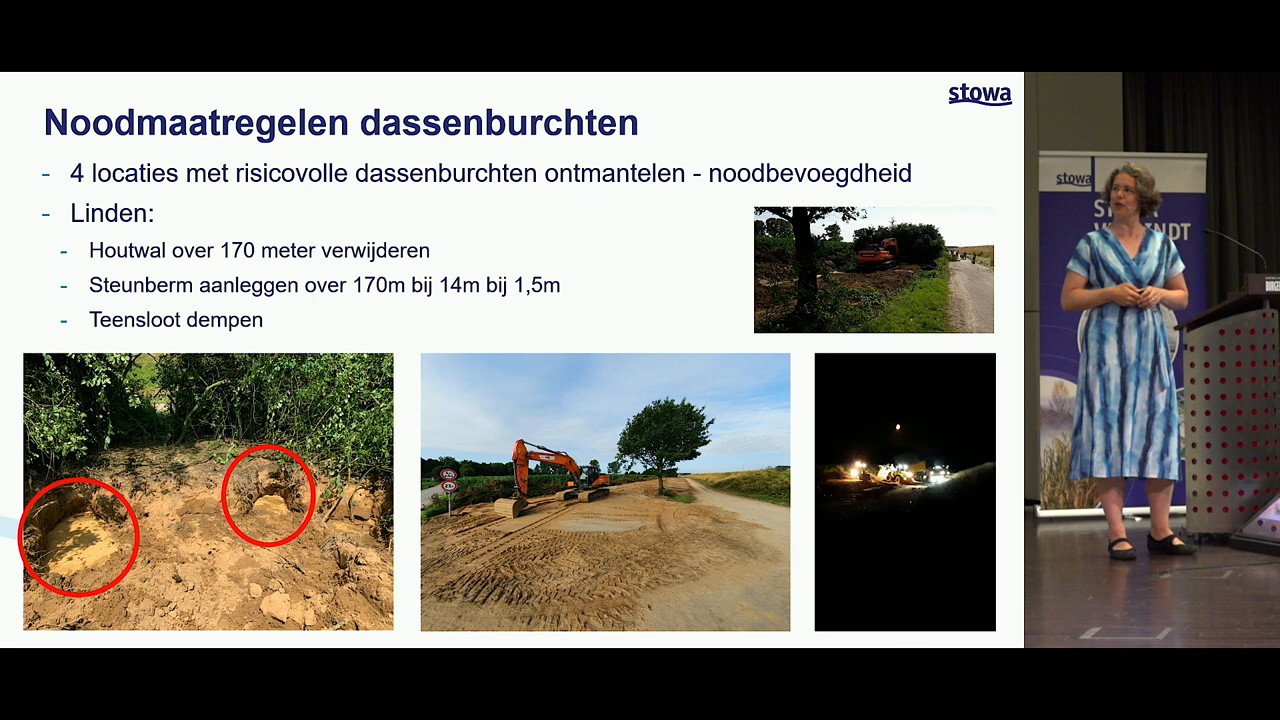 stowa
Noodmaatregelen dassenburchten
- 4 locaties met risicovolle dassenburchten ontmantelen - noodbevoegdheid
- Linden:
- Houtwal over 170 meter verwijderen
- Steunberm aanleggen over 170m bij 14m bij 1,5m
- Teensloot dempen
stowa